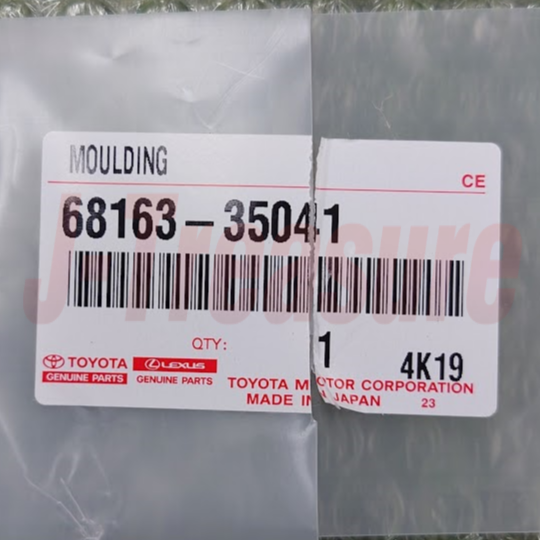 MOULDING
CE
68163-35041
J-Treasure
QTY:
1
4K19
TOYOTA
GENUINE PARTS
LEXUS
GENUINE PARTS
TOYOTA MOTOR CORPORATION
MADE IN JAPAN 23